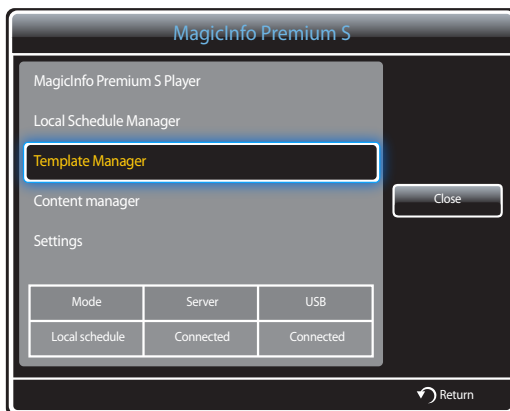 MagicInfo Premium S
MagicInfo Premium S Player
Local Schedule Manager
Template Manager
Content manager
Settings
Close
Mode Server USB
Local schedule Connected Connected
Return